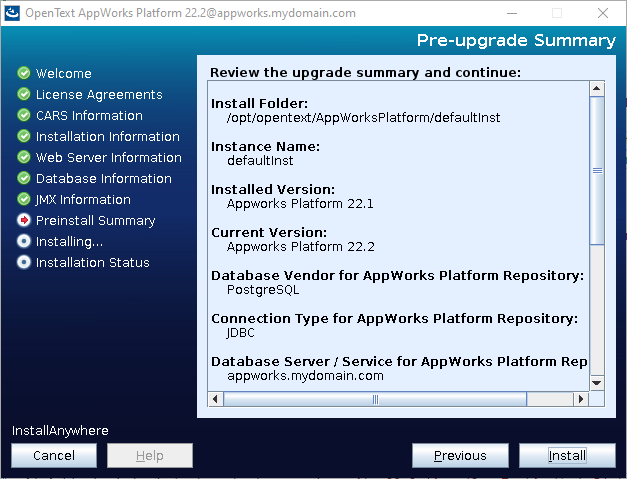 OpenText AppWorks Platform 22.2@appworks.mydomain.com
Pre-upgrade Summary
Welcome
License Agreements
CARS Information
Installation Information
Web Server Information
Database Information
JMX Information
Preinstall Summary
Installing...
Installation Status
Review the upgrade summary and continue:
Install Folder:
/opt/opentext/AppWorksPlatform/defaultInst
Instance Name:
defaultInst
Installed Version:
Appworks Platform 22.1
Current Version:
Appworks Platform 22.2
Database Vendor for AppWorks Platform Repository:
PostgreSQL
Connection Type for AppWorks Platform Repository:
JDBC
Database Server / Service for AppWorks Platform Rep
appworks.mydomain.com
InstallAnywhere
Cancel
Help
Previous
Install